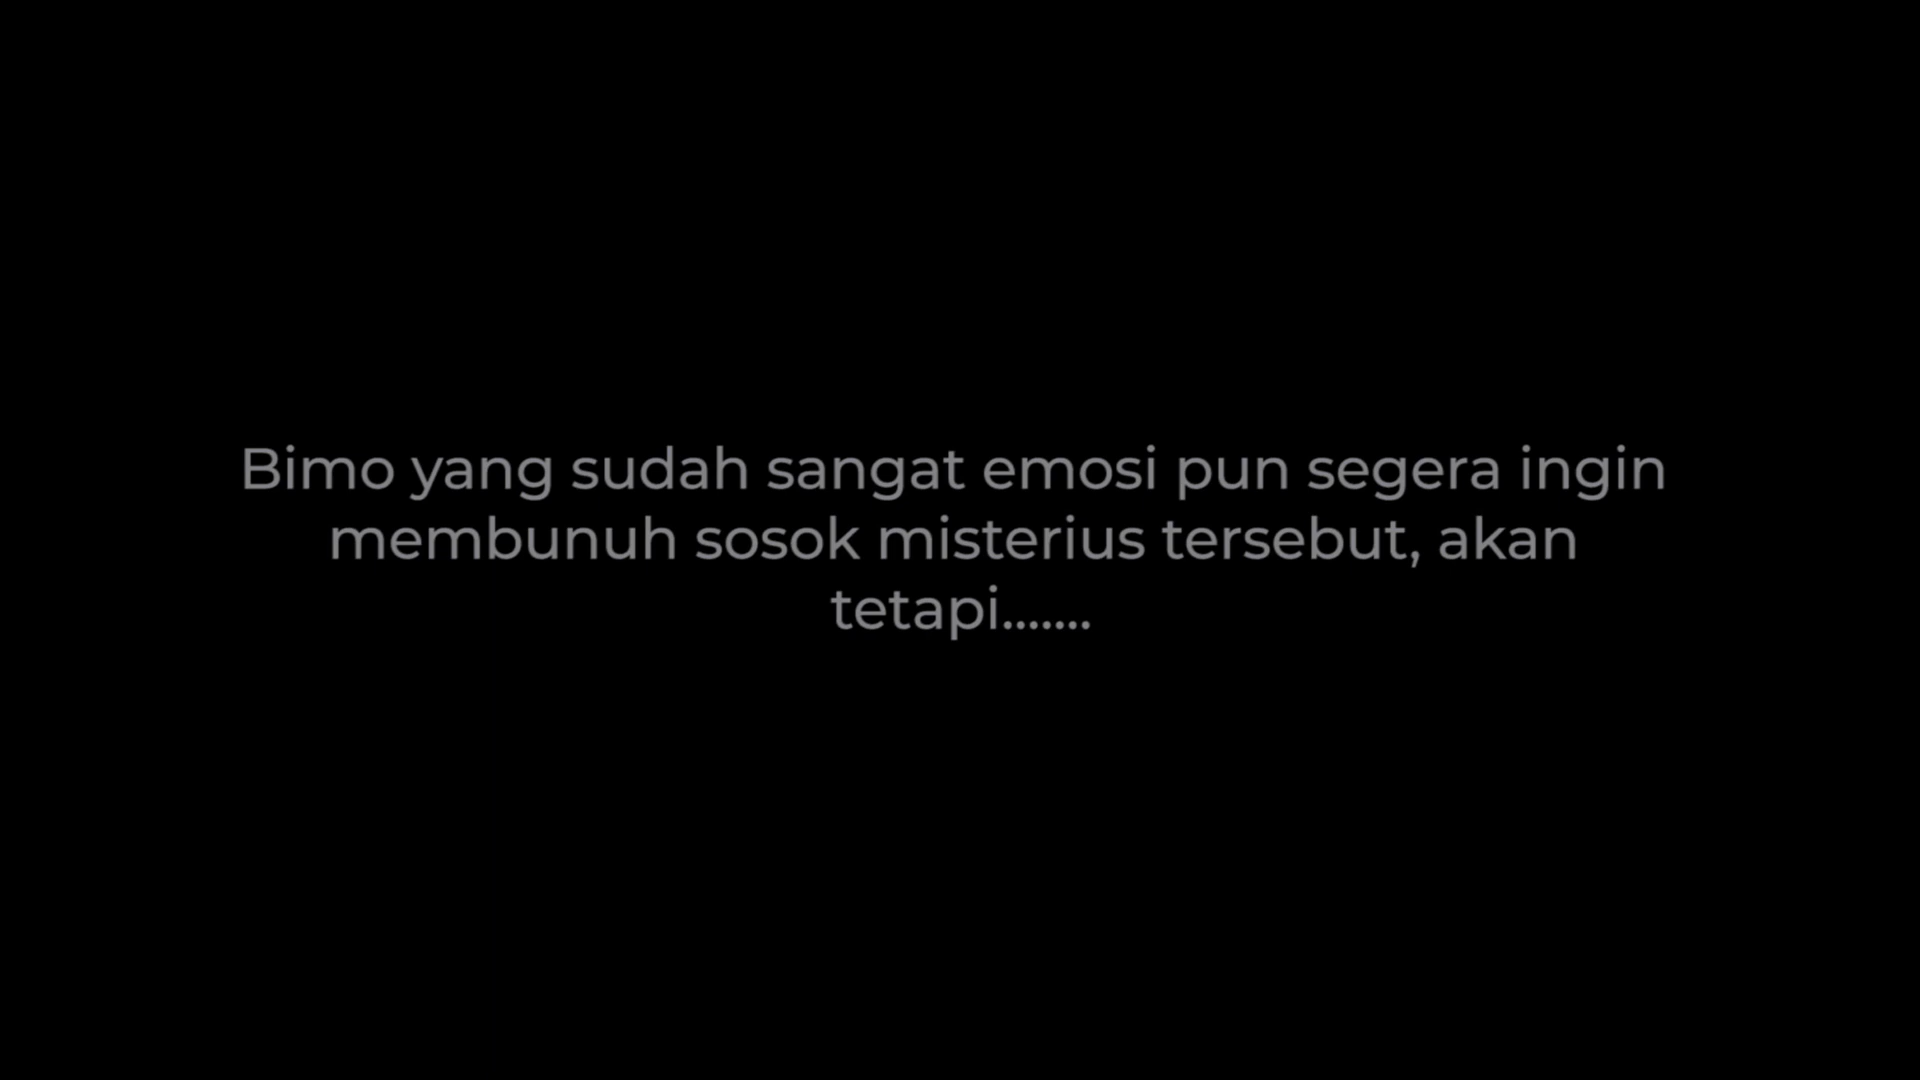 Bimo yang sudah sangat emosi pun segera ingin
membunuh sosok misterius tersebut, akan
tetapi.......